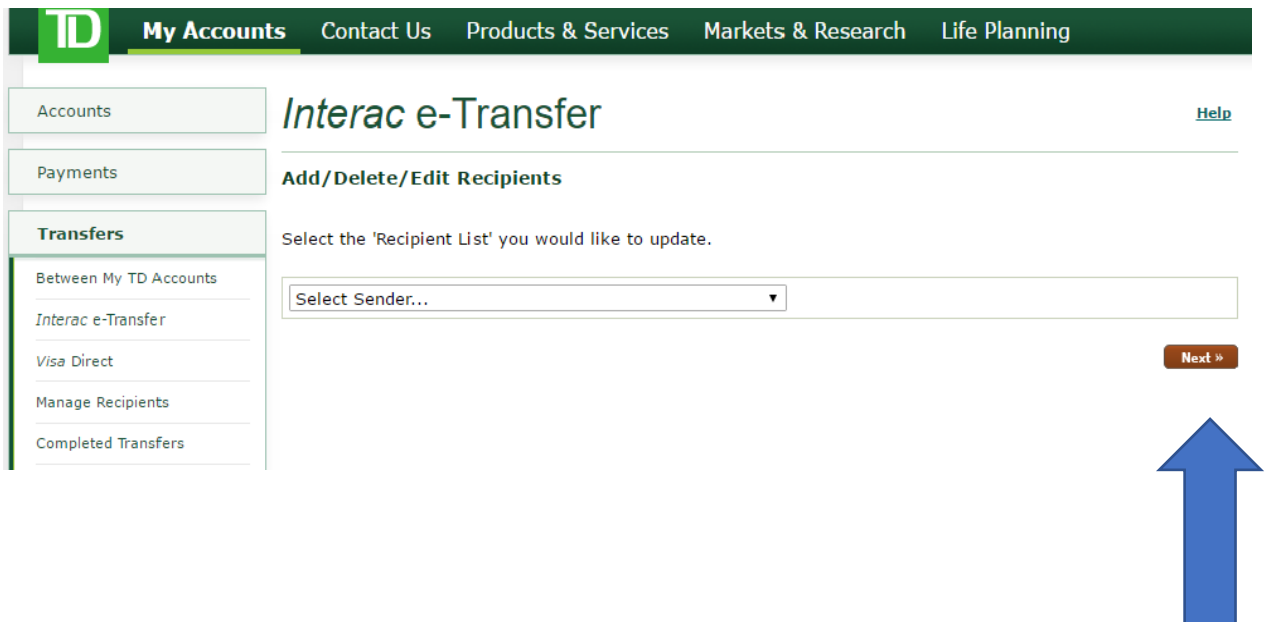 TD My Accounts Contact Us Products & Services Markets & Research Life Planning
Accounts
Payments
Transfers
Between My TD Accounts
Interac e-Transfer
Visa Direct
Manage Recipients
Completed Transfers
Interac e-Transfer
Help
Add/Delete/Edit Recipients
Select the 'Recipient List' you would like to update.
Select Sender...
Next »